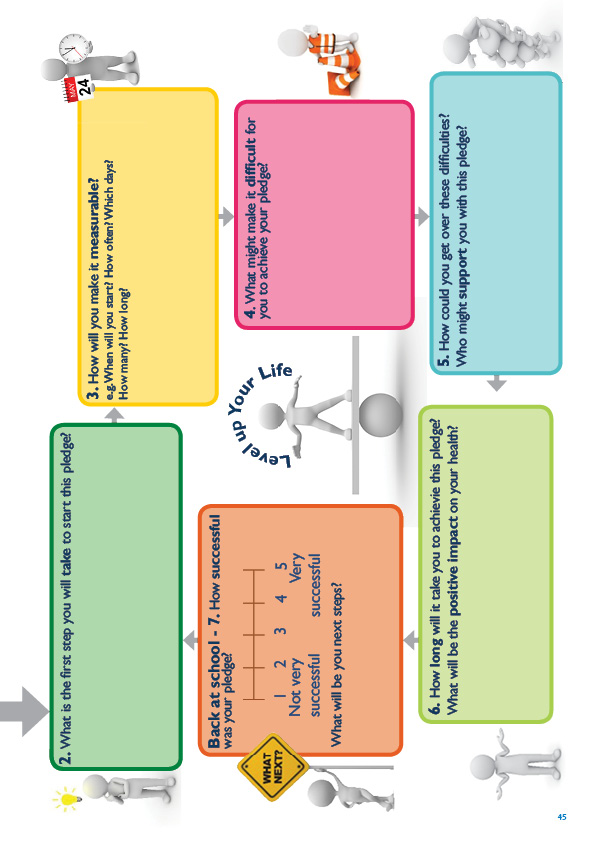 2. What is the first step you will take to start this pledge?
3. How will you make it measurable?
e.g.When will you start? How often? Which days?
How many? How long?
MAY
24
4. What might make it difficult for
you to achieve your pledge?
5. How could you get over these difficulties?
Who might support you with this pledge?
6. How long will it take you to achievie this pledge?
What will be the positive impact on your health?
Back at school - 7. How successful
was your pledge?
1 2 3 4 5
Not very Very
successful successful
What will be you next steps?
WHAT
NEXT?
Level up Your Life
45